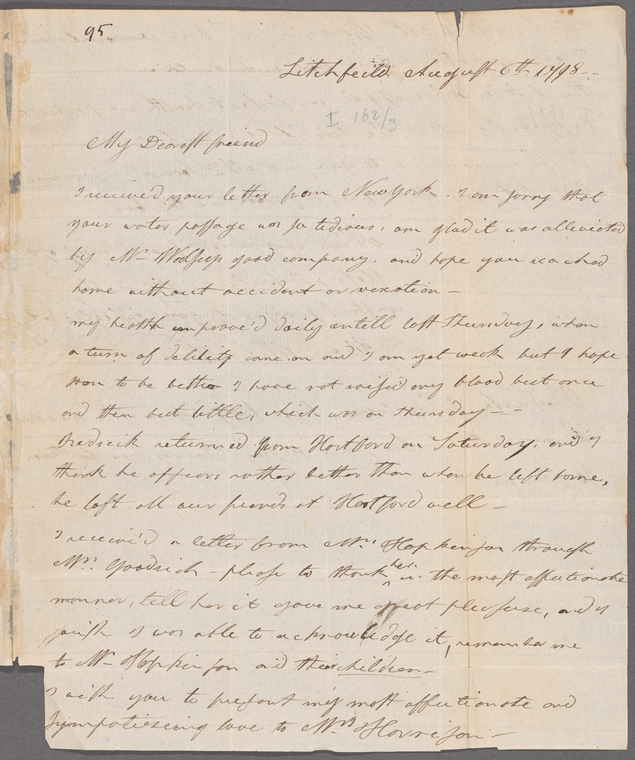 95
Litchfeild August 6th 1798 -
I 162/3
My Dearest freind
I receiv'd your letter from New York - I am sorry that
your water passage was so tedious, am glad it was alleviated
by Mr Woolseys good company, and hope you reached
home without accident or vexation -
my health improve'd daily untill last thursday, when
a turn of debility came on and I am yet weak but I hope
soon to be better I have not raised any blood but once
and then but little, which was on thursday -
Fredrick returned from Hartford on Saturday, and I
think he appears rather better than when he left home,
he left all our friends at Hartford well -
I receiv'd a letter from Mrs Hopkinson through
Mrs Goodrich - please to thank her in the most affectionate
manner, tell her it gave me great pleasure, and I
wish I was able to acknowledge it, remember me
to Mr Hopkinson and their children -
I wish you to present my most affectionate and
sympatiseing love to Mrs Harrison -